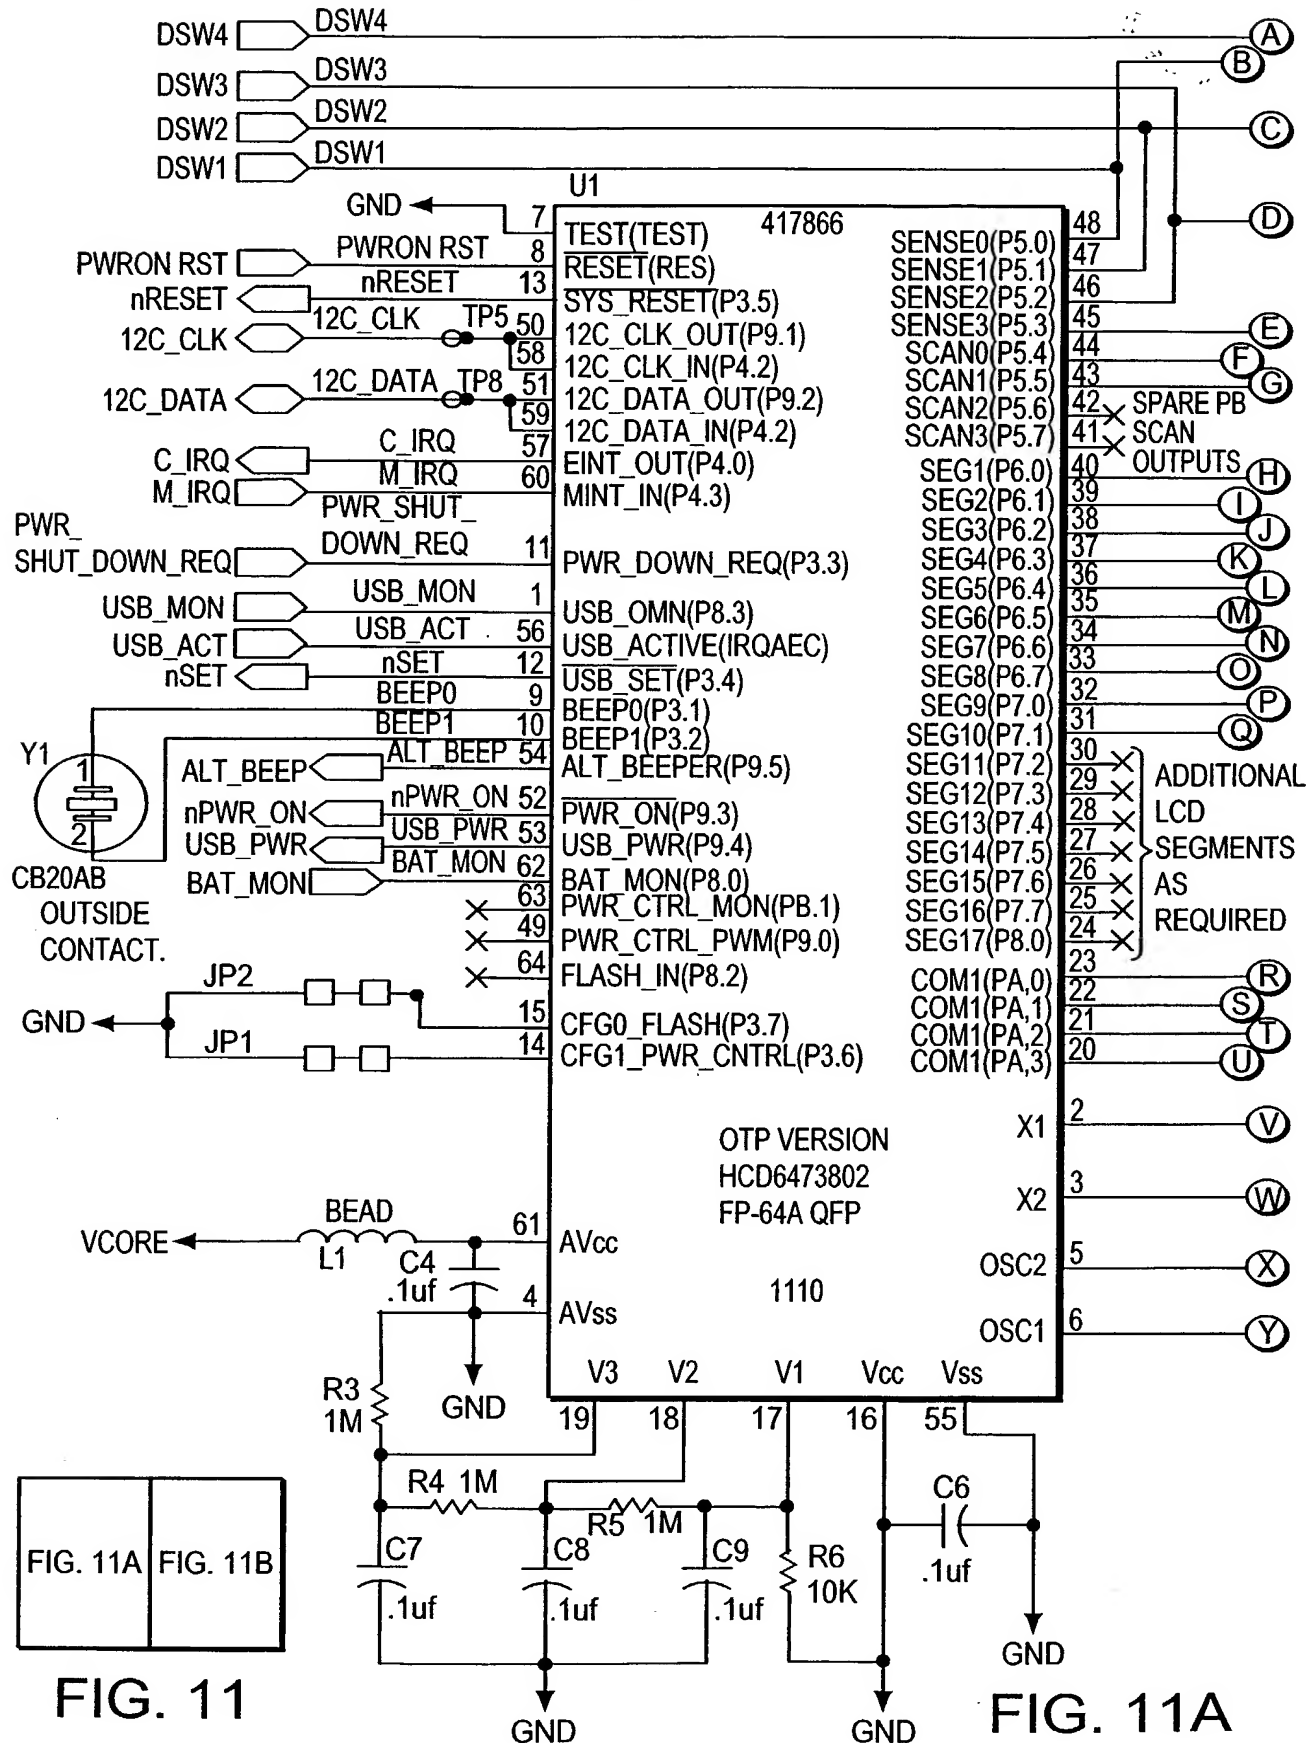 DSW4 DSW4 A
B
DSW3 DSW3
DSW2 DSW2 C
DSW1 DSW1
U1
GND 7 417866 D
TEST(TEST) SENSE0(P5.0) 48
PWRON RST PWRON RST 8 RESET(RES) SENSE1(P5.1) 47
nRESET nRESET 13 SYS_RESET(P3.5) SENSE2(P5.2) 46
12C_CLK 12C_CLK TP5 50 12C_CLK_OUT(P9.1) SENSE3(P5.3) 45 E
58 12C_CLK_IN(P4.2) SCAN0(P5.4) 44 F
SCAN1(P5.5) 43 G
12C_DATA 12C_DATA TP8 51 12C_DATA_OUT(P9.2) SCAN2(P5.6) 42 SPARE PB
59 12C_DATA_IN(P4.2) SCAN3(P5.7) 41 SCAN
OUTPUTS
C_IRQ C_IRQ 57 EINT_OUT(P4.0) SEG1(P6.0) 40 H
M_IRQ M_IRQ 60 MINT_IN(P4.3) SEG2(P6.1) 39 I
PWR_ PWR_SHUT_ SEG3(P6.2) 38 J
SHUT_DOWN_REQ DOWN_REQ 11 PWR_DOWN_REQ(P3.3) SEG4(P6.3) 37 K
SEG5(P6.4) 36 L
USB_MON USB_MON 1 USB_OMN(P8.3) SEG6(P6.5) 35 M
USB_ACT USB_ACT 56 USB_ACTIVE(IRQAEC) SEG7(P6.6) 34 N
nSET nSET 12 USB_SET(P3.4) SEG8(P6.7) 33 O
BEEP0 9 BEEP0(P3.1) SEG9(P7.0) 32 P
BEEP1 10 BEEP1(P3.2) SEG10(P7.1) 31 Q
Y1 1 2
ALT_BEEP ALT_BEEP 54 ALT_BEEPER(P9.5) SEG11(P7.2) 30
SEG12(P7.3) 29 ADDITIONAL
nPWR_ON nPWR_ON 52 PWR_ON(P9.3) SEG13(P7.4) 28 LCD
USB_PWR USB_PWR 53 USB_PWR(P9.4) SEG14(P7.5) 27 SEGMENTS
BAT_MON BAT_MON 62 BAT_MON(P8.0) SEG15(P7.6) 26 AS
CB20AB
OUTSIDE
CONTACT.
63 PWR_CTRL_MON(PB.1) SEG16(P7.7) 25 REQUIRED
49 PWR_CTRL_PWM(P9.0) SEG17(P8.0) 24
64 FLASH_IN(P8.2) COM1(PA,0) 23 R
JP2 COM1(PA,1) 22 S
GND 15 CFG0_FLASH(P3.7) COM1(PA,2) 21 T
JP1 14 CFG1_PWR_CNTRL(P3.6) COM1(PA,3) 20 U
X1 2 V
OTP VERSION
HCD6473802
FP-64A QFP
X2 3 W
VCORE BEAD L1 61 AVcc
C4 .1uf
OSC2 5 X
1110
4 AVss
OSC1 6 Y
V3 V2 V1 Vcc Vss
R3 1M
GND
19 18 17 16 55
R4 1M
R5 1M
C6 .1uf
C7 .1uf
C8 .1uf
C9 .1uf
R6 10K
FIG. 11A FIG. 11B
GND
GND
GND
FIG. 11
FIG. 11A